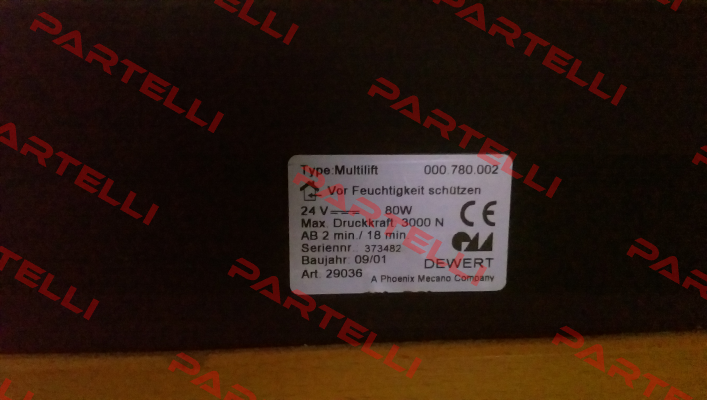 PARTELLI
PARTELLI
PARTELLI
PARTELLI
PARTELLI
PARTELLI
PARTELLI
PARTELLI
PARTELLI
Type:Multilift 000.780.002
Vor Feuchtigkeit schützen
24 V 80W
Max. Druckkraft 3000 N
AB 2 min / 18 min
Seriennr. 373482
Baujahr: 09/01
Art. 29036
CE
DEWERT
A Phoenix Mecano Company